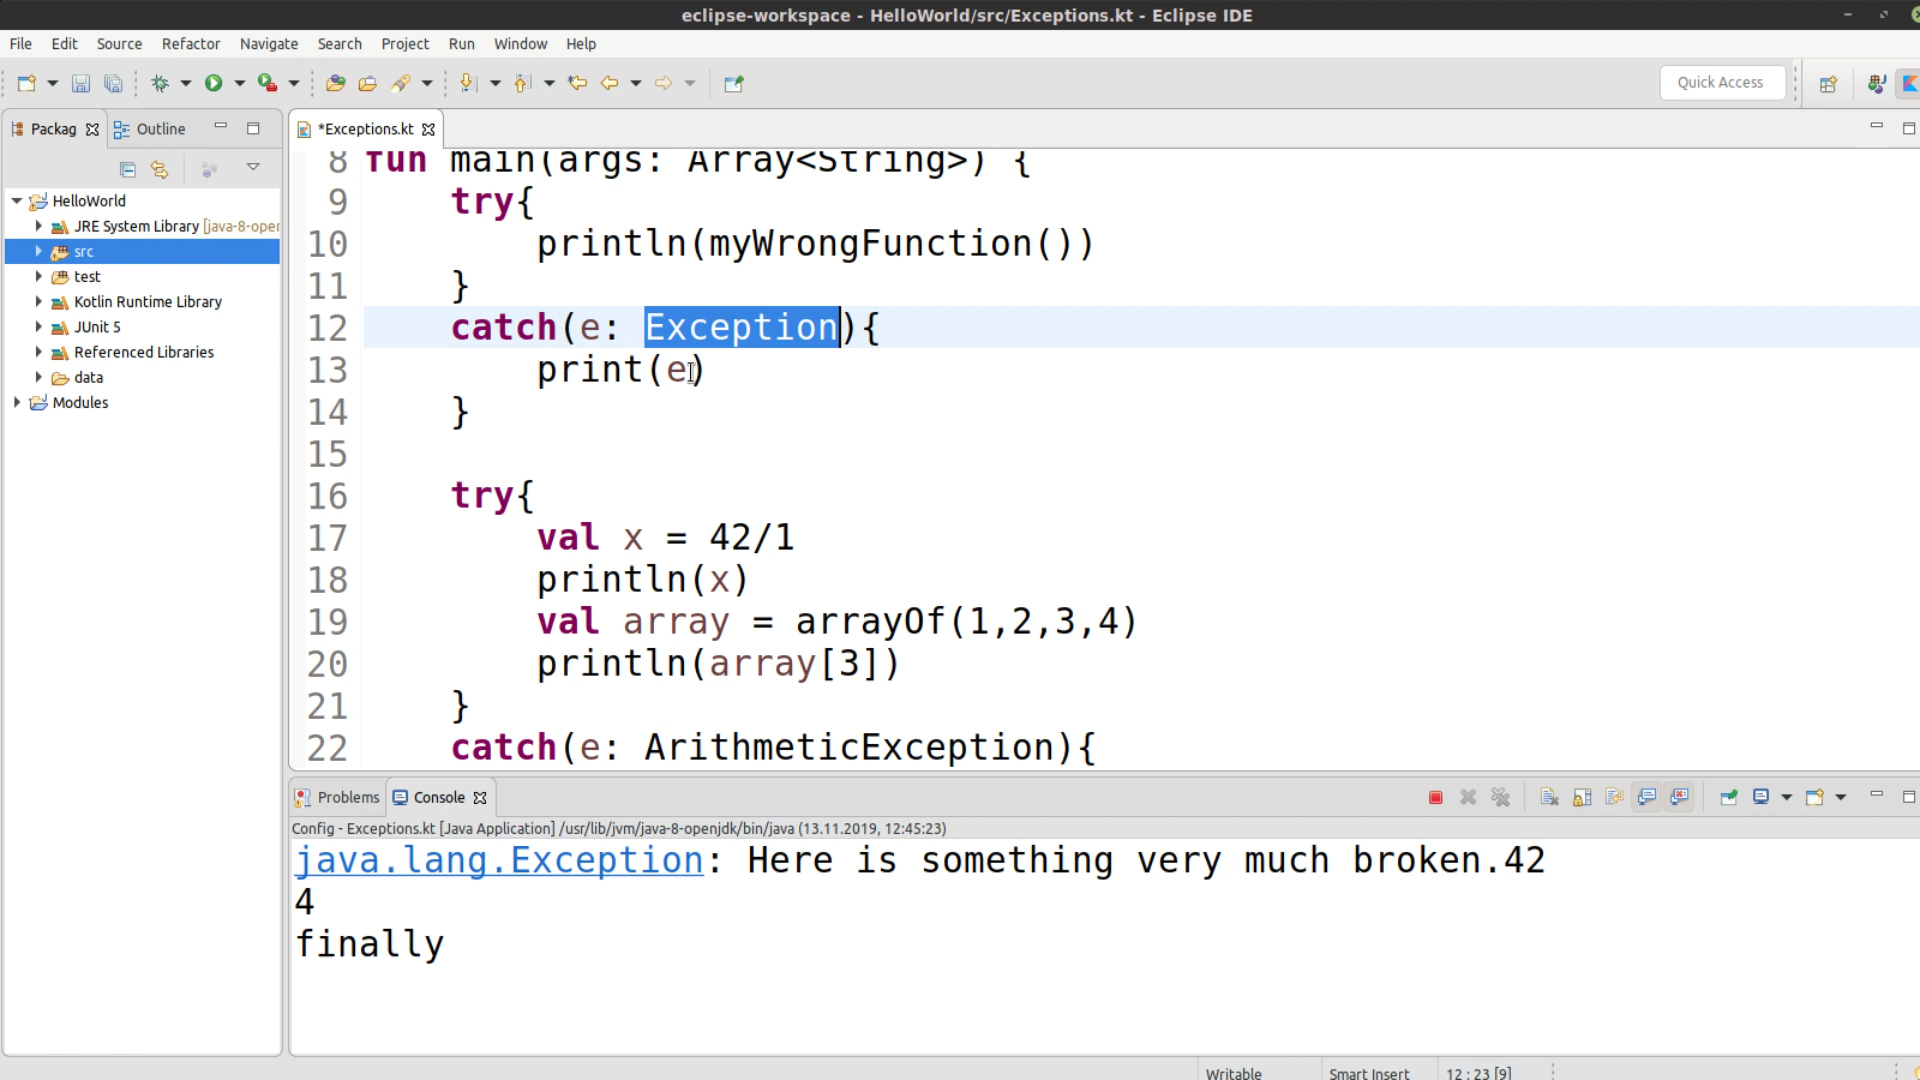 eclipse-workspace - HelloWorld/src/Exceptions.kt - Eclipse IDE
File Edit Source Refactor Navigate Search Project Run Window Help
Quick Access
Packag Outline *Exceptions.kt
HelloWorld
JRE System Library [java-8-oper
src
test
Kotlin Runtime Library
JUnit 5
Referenced Libraries
data
Modules
8 fun main(args: Array<String>) {
9 try{
10 println(myWrongFunction())
11 }
12 catch(e: Exception){
13 print(e)
14 }
15
16 try{
17 val x = 42/1
18 println(x)
19 val array = arrayOf(1,2,3,4)
20 println(array[3])
21 }
22 catch(e: ArithmeticException){
Problems Console
Config - Exceptions.kt [Java Application] /usr/lib/jvm/java-8-openjdk/bin/java (13.11.2019, 12:45:23)
java.lang.Exception: Here is something very much broken.42
4
finally
Writable Smart Insert 12 : 23 [9]